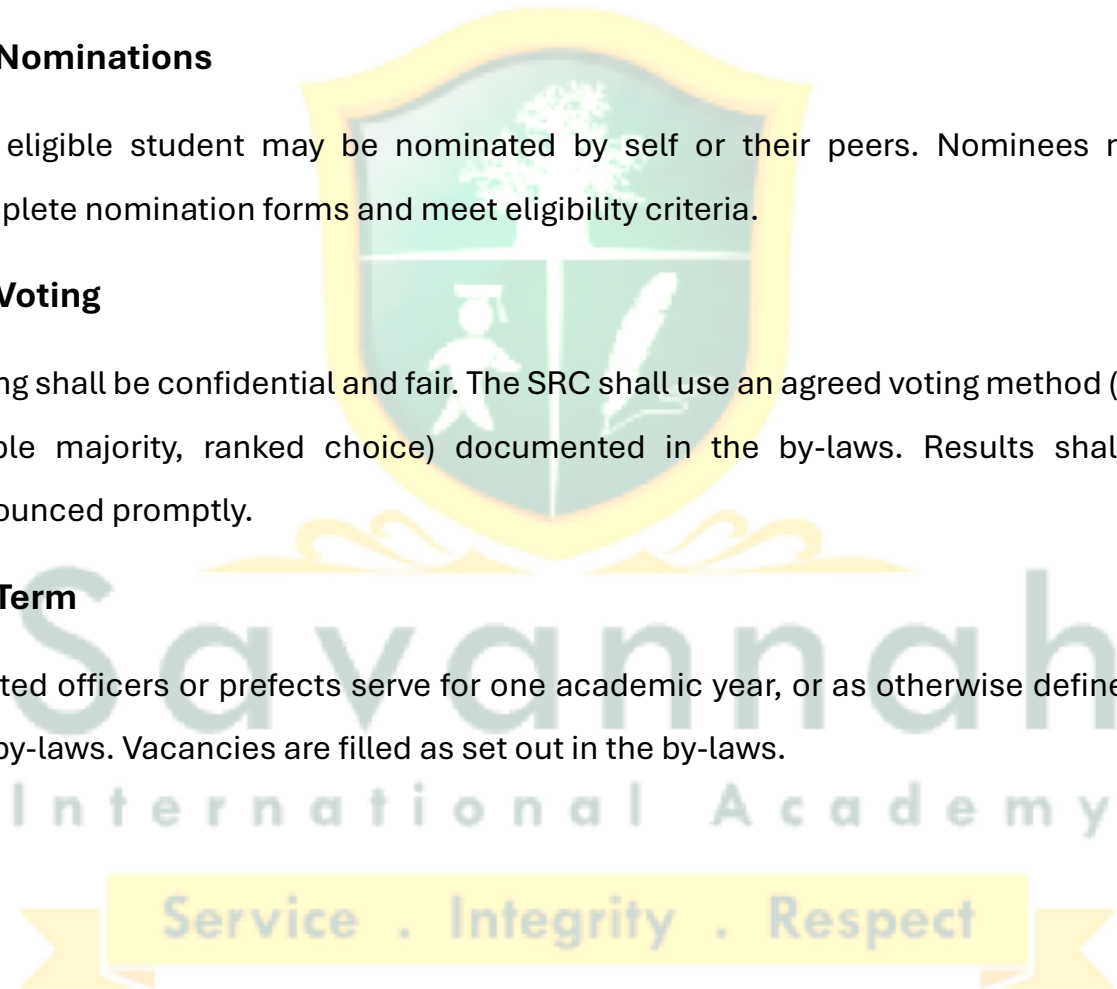 Nominations
eligible student may be nominated by self or their peers. Nominees
plete nomination forms and meet eligibility criteria.
Voting
ng shall be confidential and fair. The SRC shall use an agreed voting method (
ple majority, ranked choice) documented in the by-laws. Results shal
ounced promptly.
Term
ted officers or prefects serve for one academic year, or as otherwise define
by-laws. Vacancies are filled as set out in the by-laws.
Savannah
International Academy
Service . Integrity . Respect